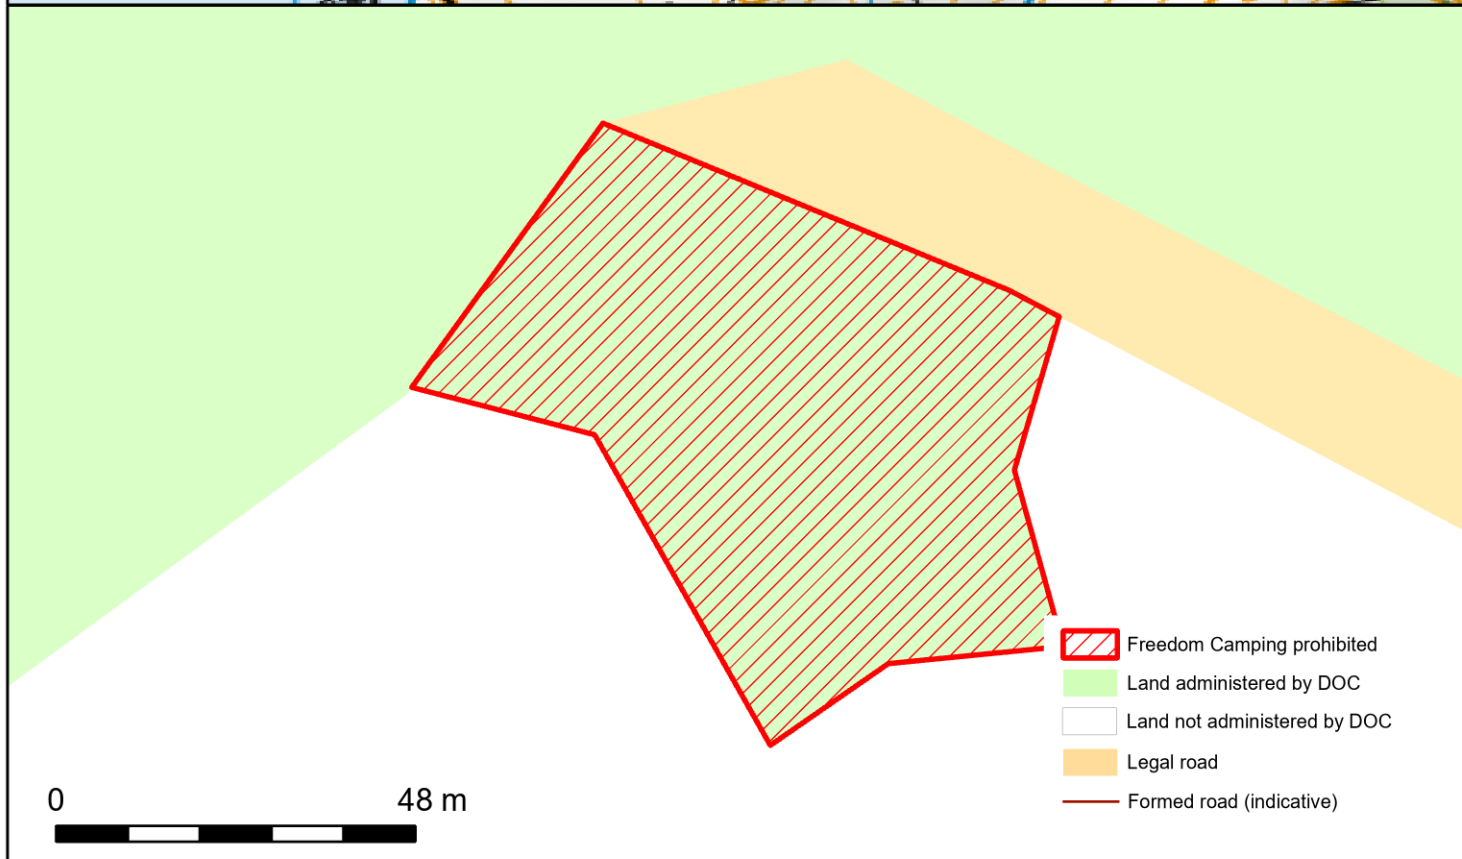 Freedom Camping prohibited
Land administered by DOC
Land not administered by DOC
Legal road
Formed road (indicative)
0 48 m